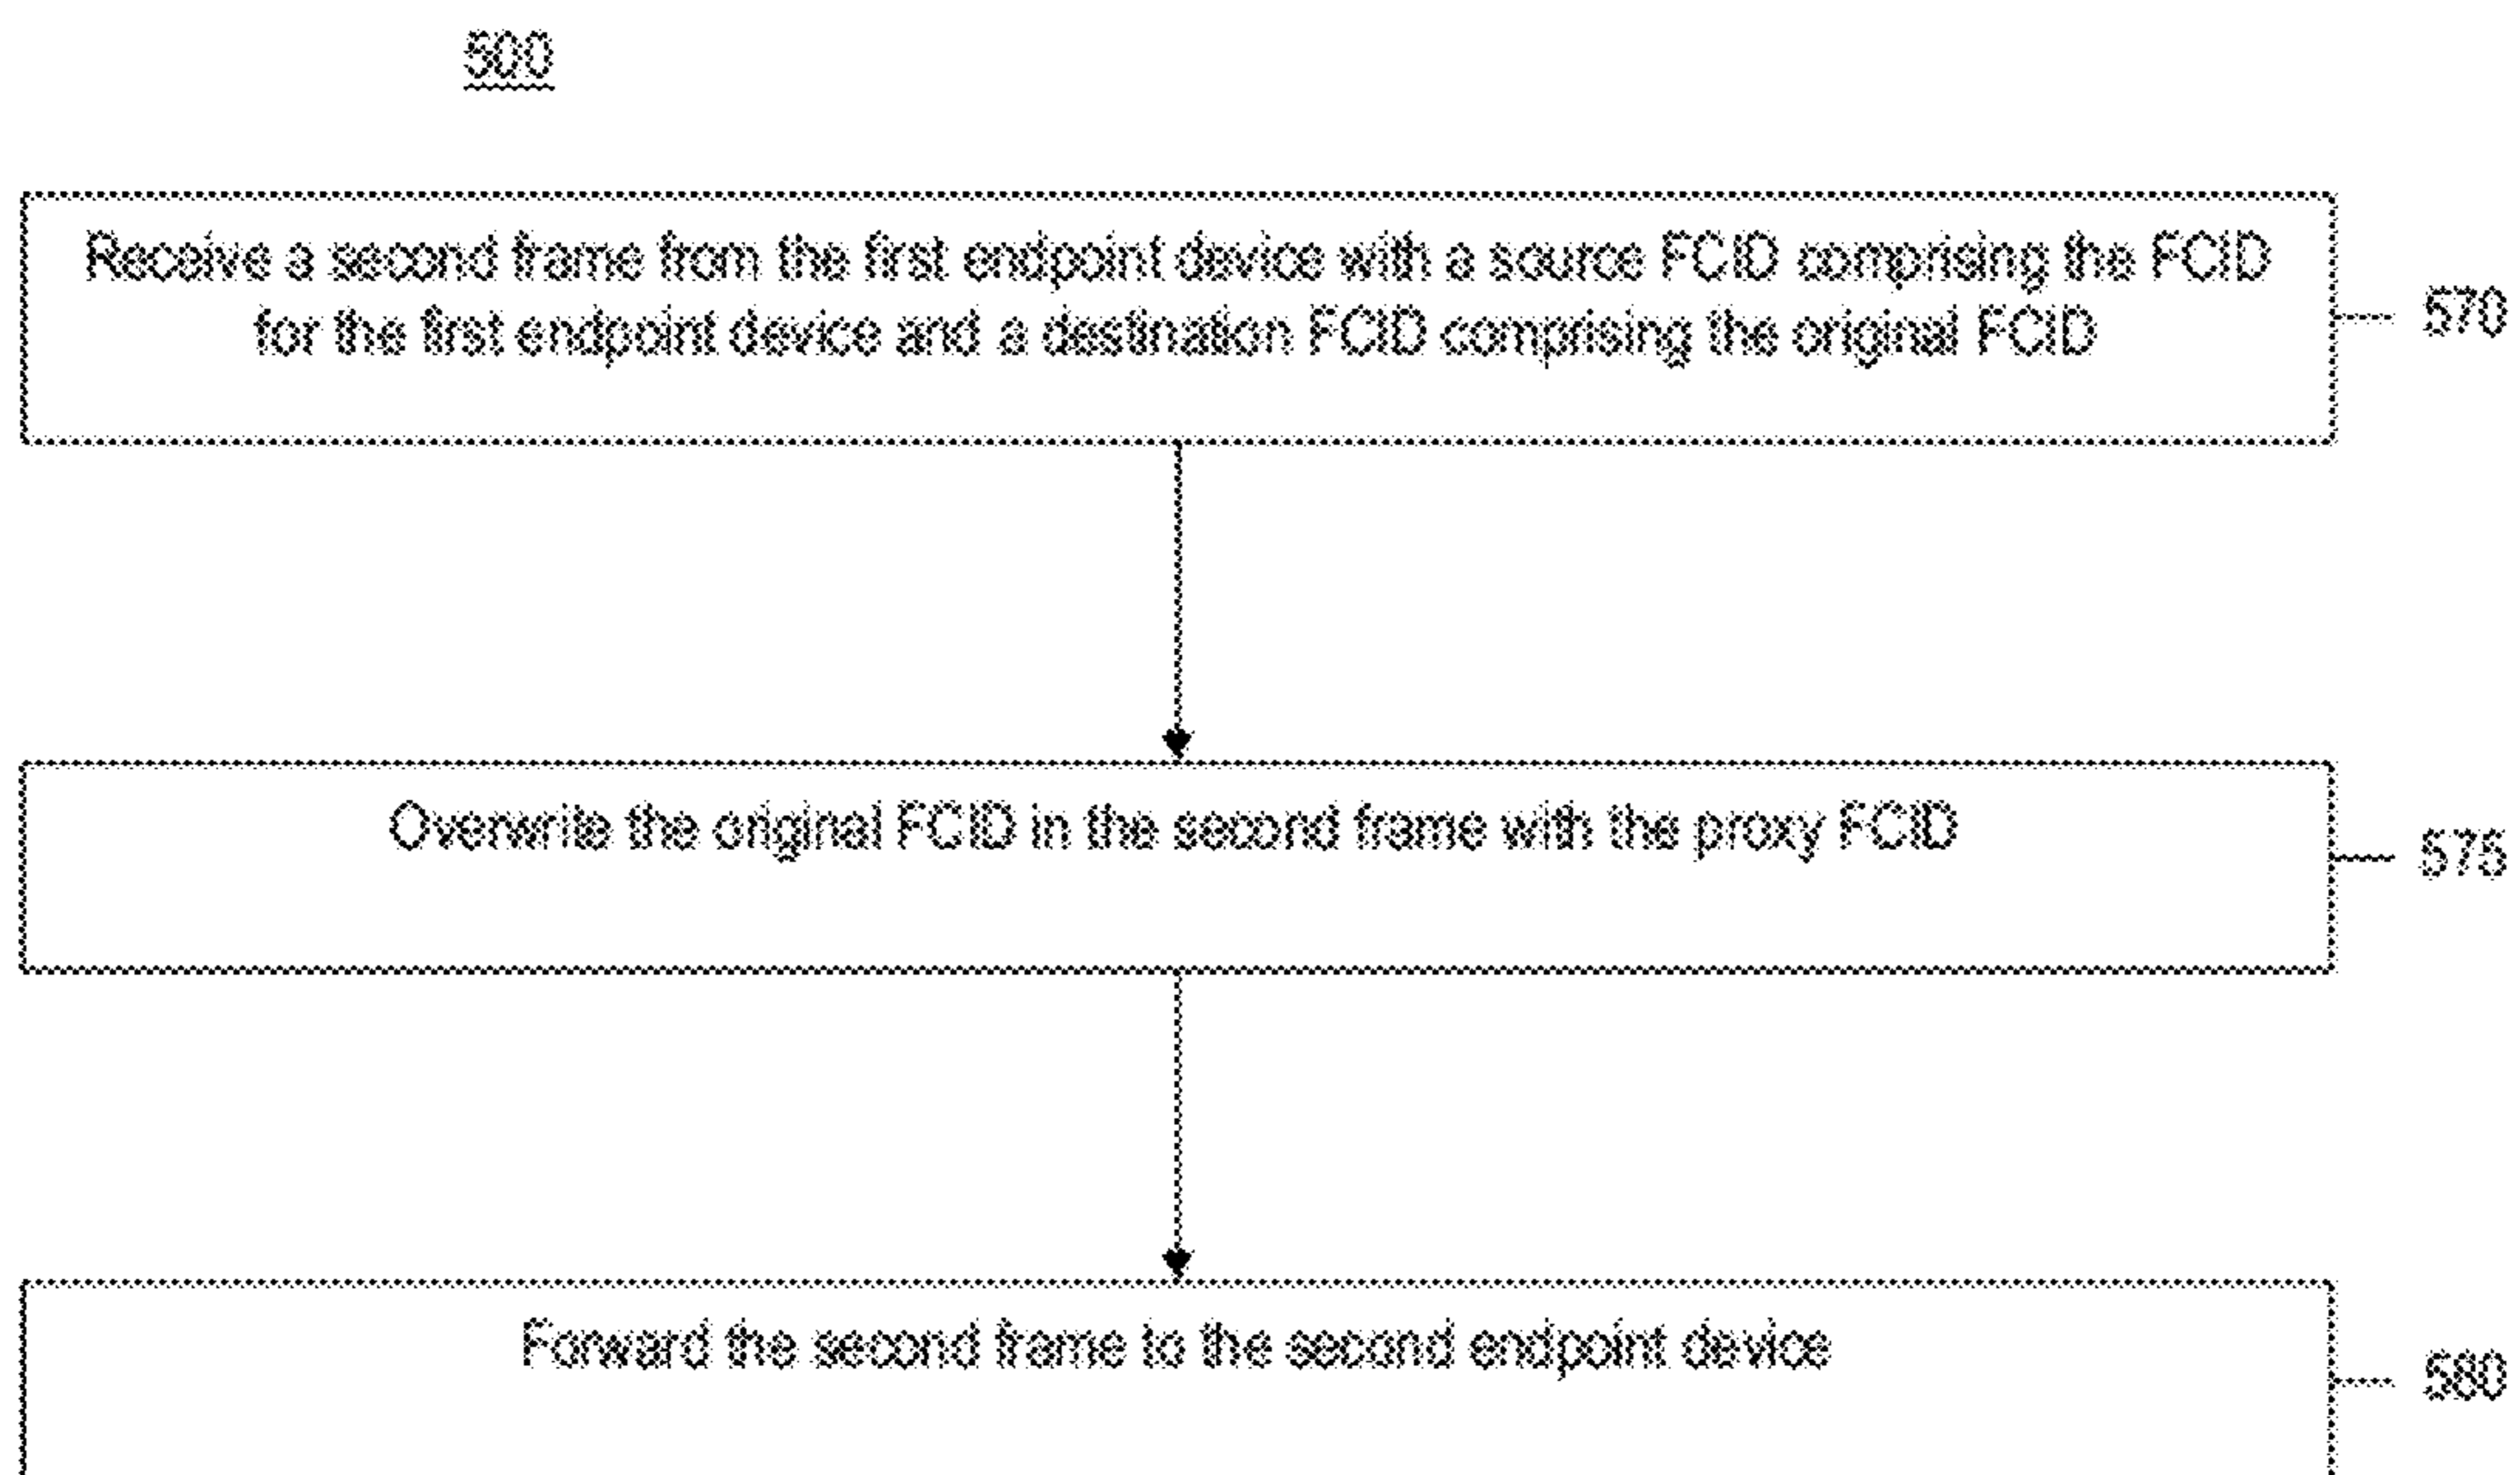 500
Receive a second frame from the first endpoint device with a source FCID comprising the FCID
for the first endpoint device and a destination FCID comprising the original FCID
570
Overwrite the original FCID in the second frame with the proxy FCID
575
Forward the second frame to the second endpoint device
580